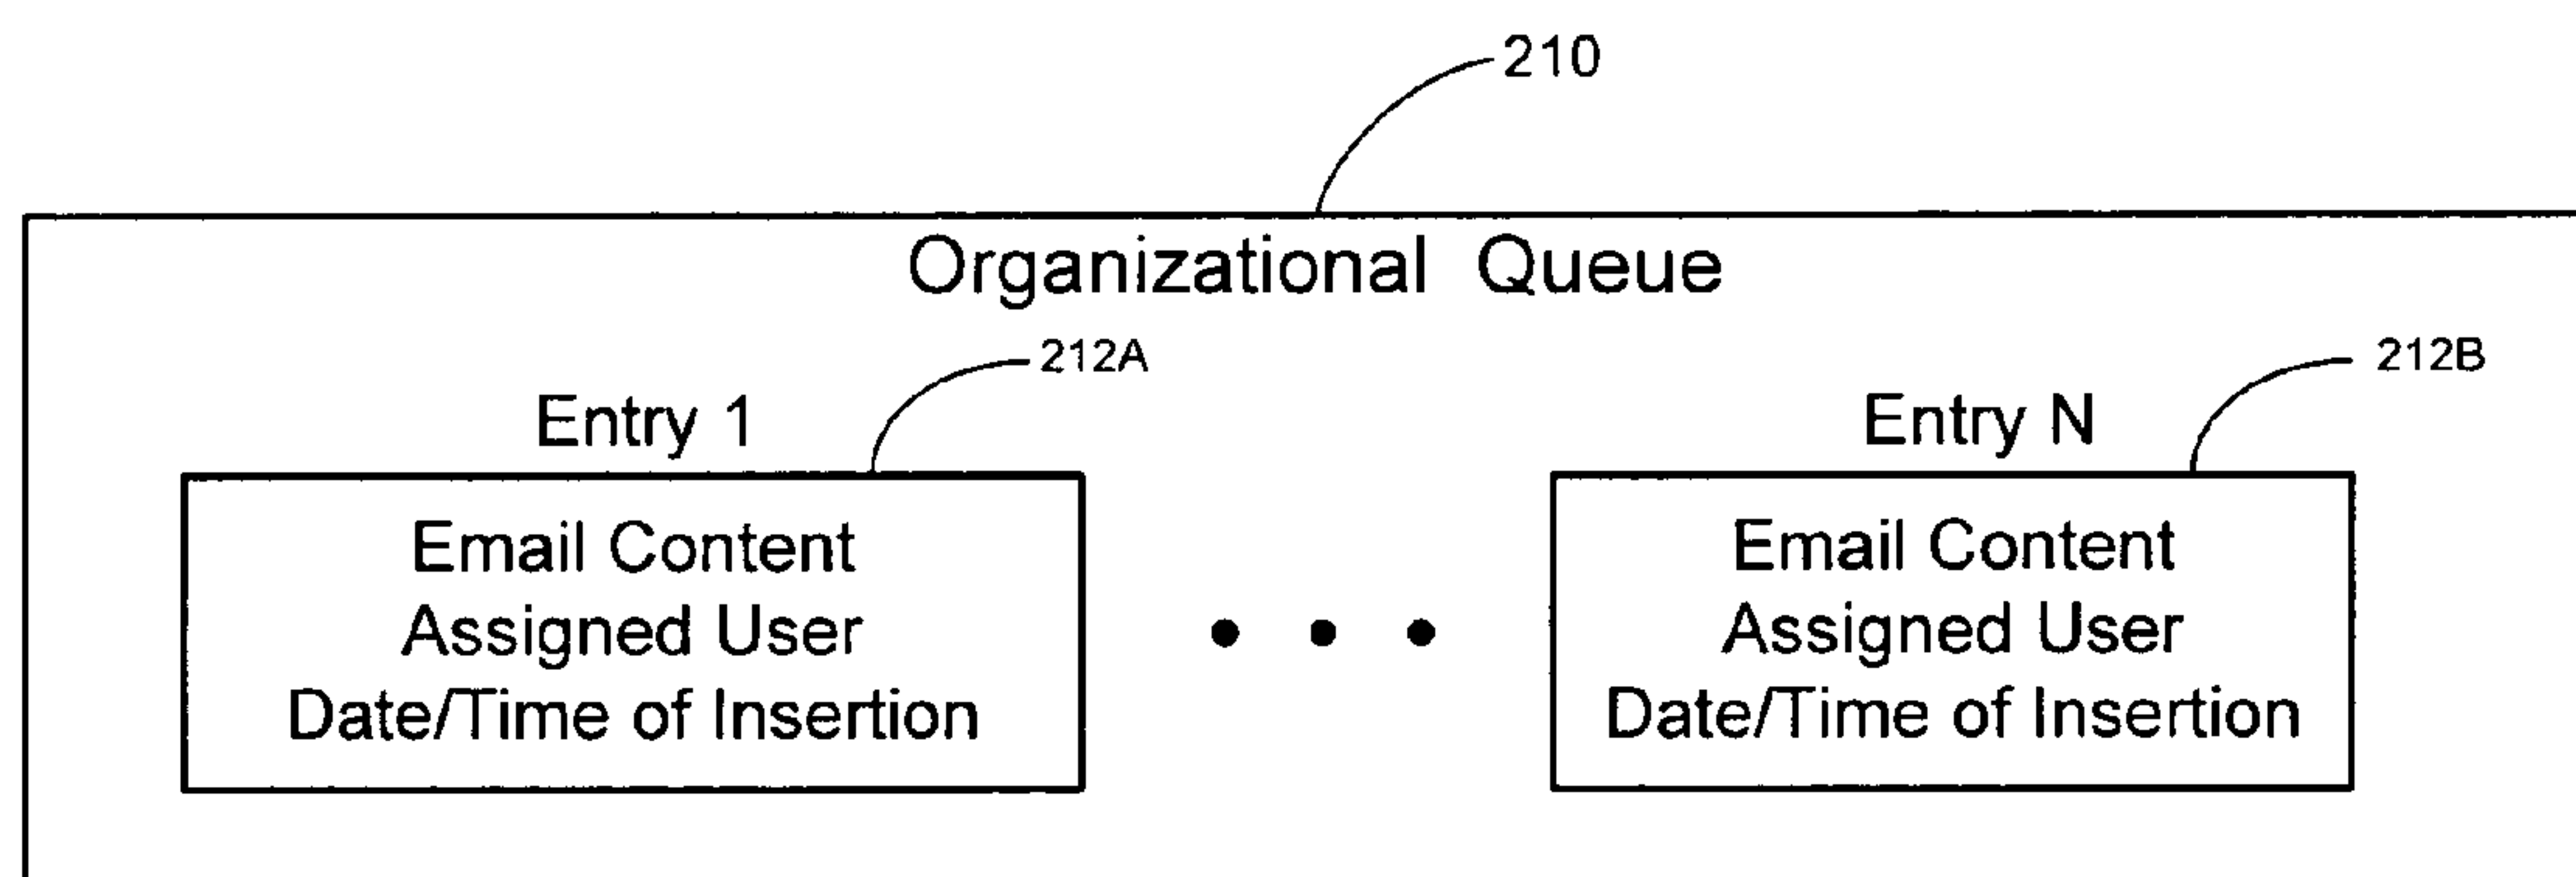 210
Organizational Queue
212A
212B
Entry 1
Entry N
Email Content
Assigned User
Date/Time of Insertion
Email Content
Assigned User
Date/Time of Insertion